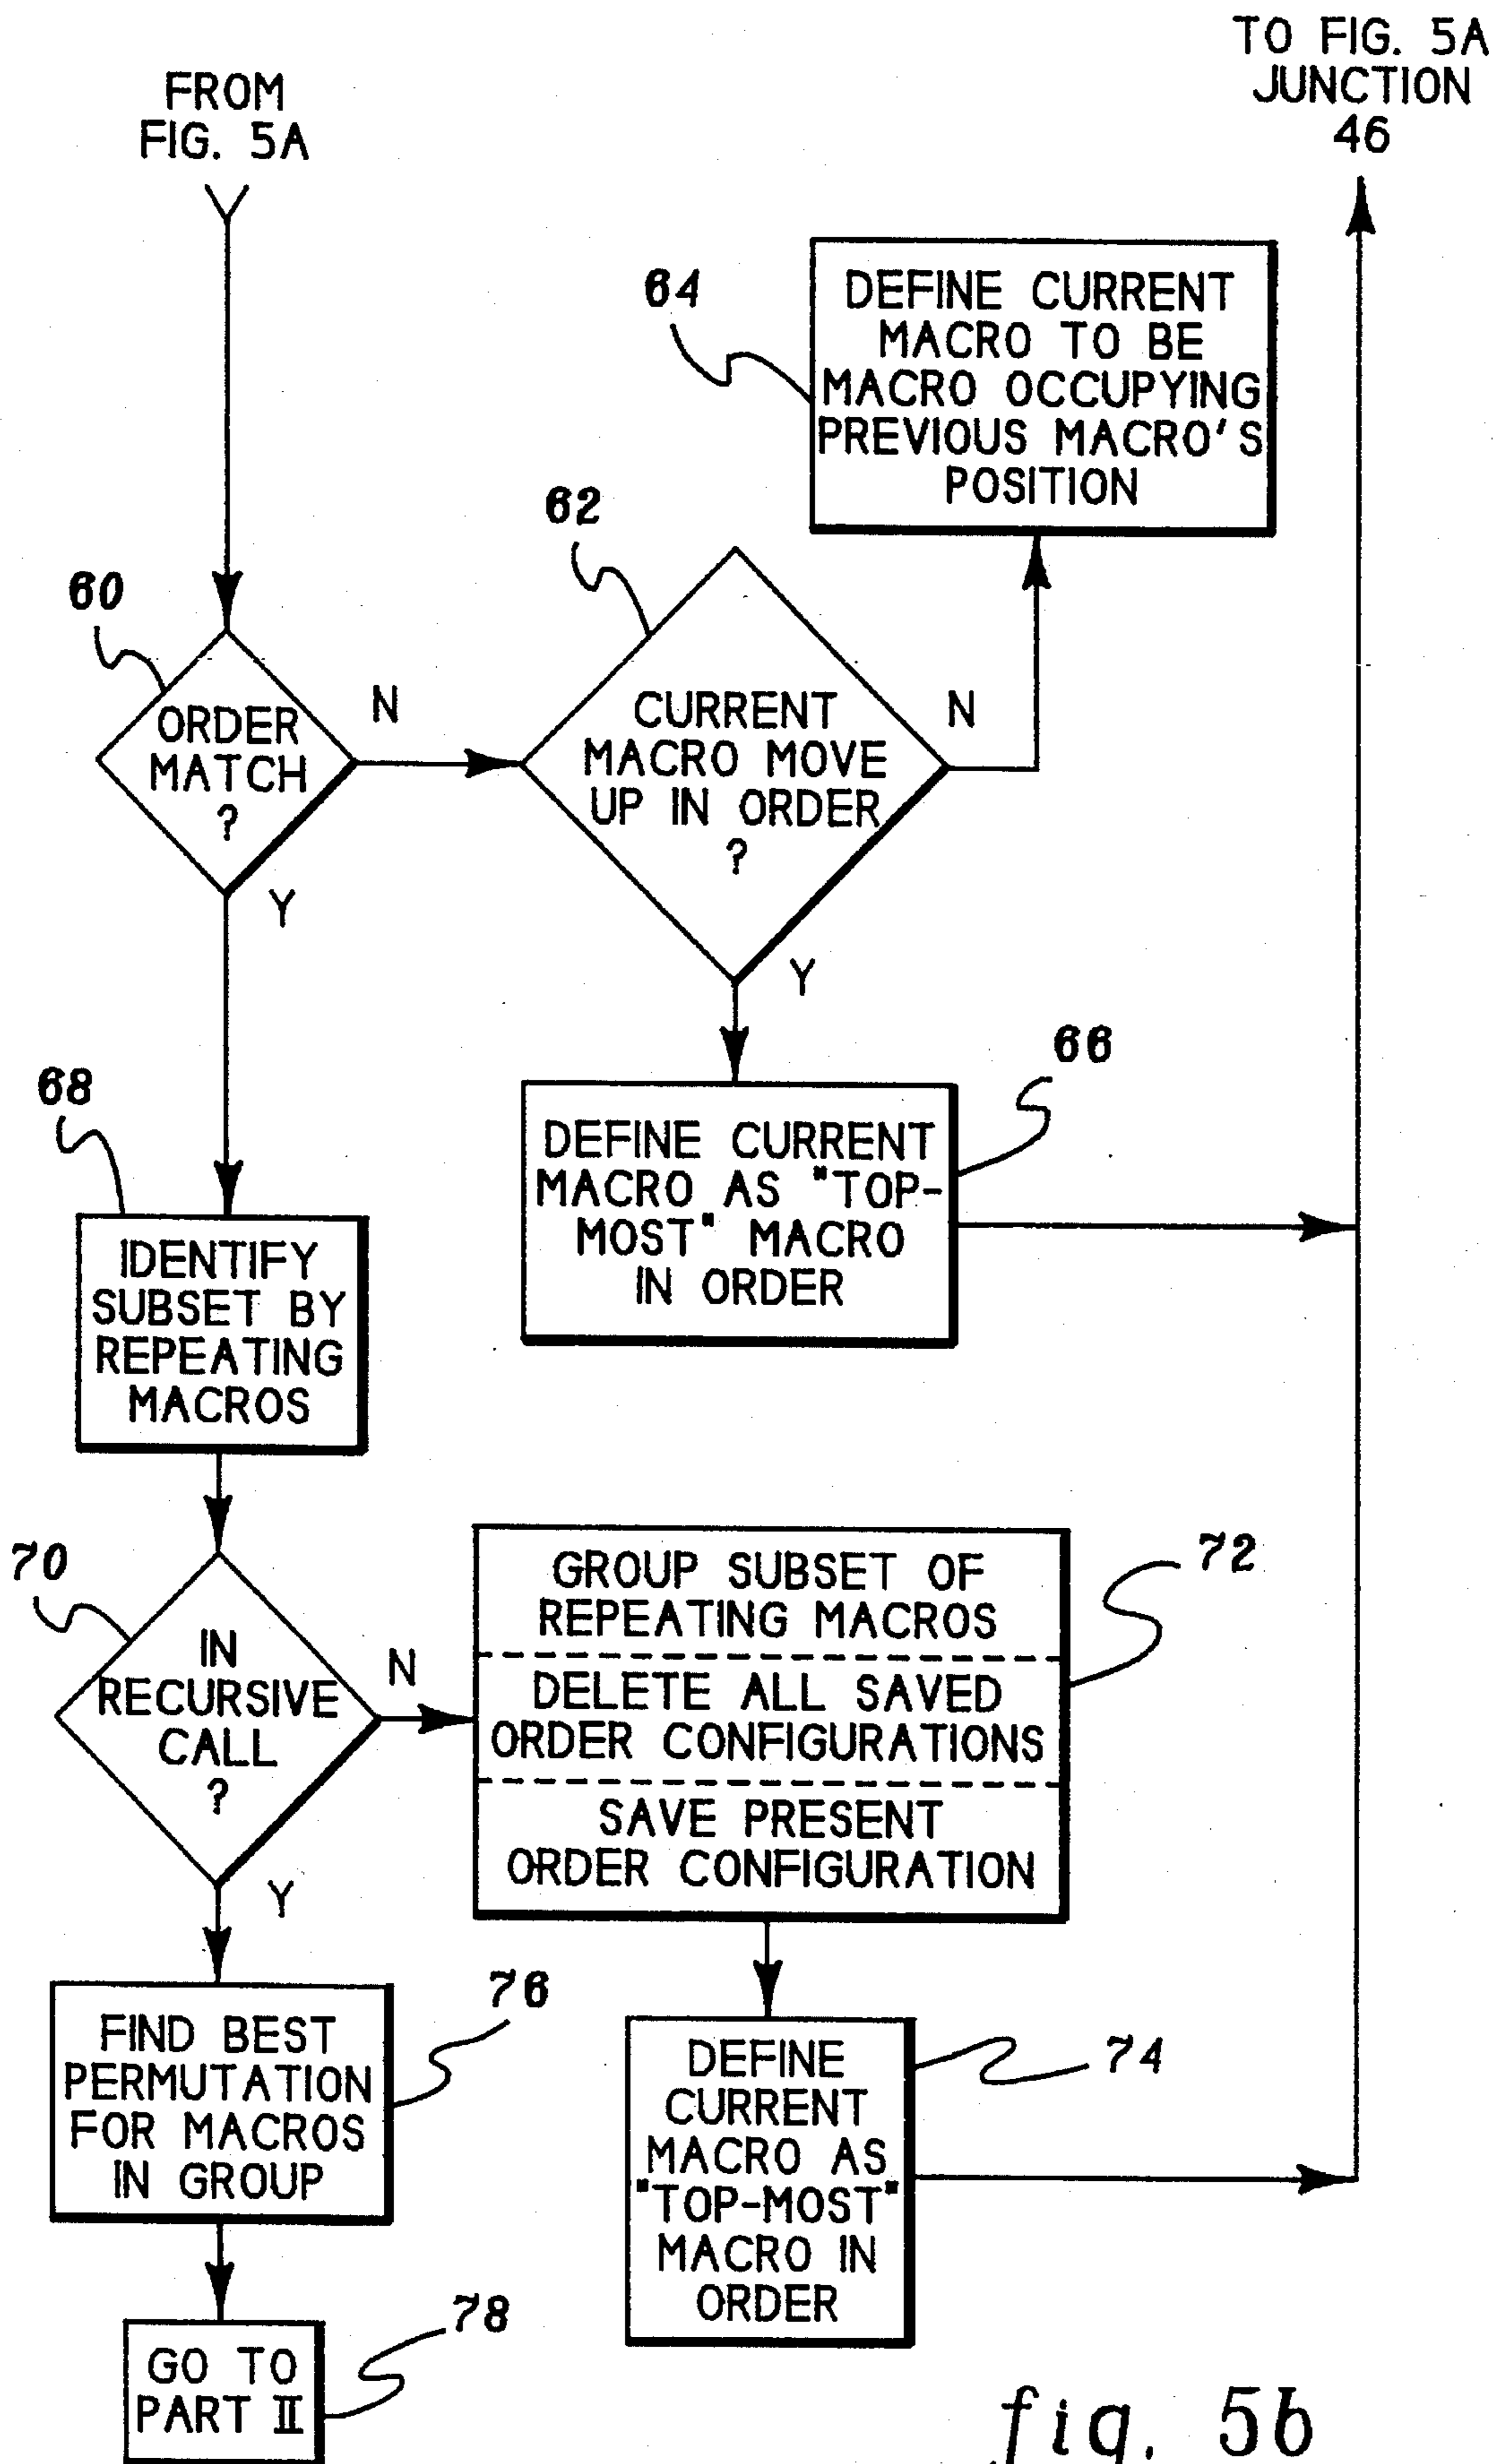 TO FIG. 5A
JUNCTION
46
FROM
FIG. 5A
64
DEFINE CURRENT
MACRO TO BE
MACRO OCCUPYING
PREVIOUS MACRO'S
POSITION
62
60
ORDER
MATCH
?
N
Y
CURRENT
MACRO MOVE
UP IN ORDER
?
N
Y
66
DEFINE CURRENT
MACRO AS "TOP-
MOST" MACRO
IN ORDER
68
IDENTIFY
SUBSET BY
REPEATING
MACROS
70
IN
RECURSIVE
CALL
?
N
Y
72
GROUP SUBSET OF
REPEATING MACROS
DELETE ALL SAVED
ORDER CONFIGURATIONS
SAVE PRESENT
ORDER CONFIGURATION
76
FIND BEST
PERMUTATION
FOR MACROS
IN GROUP
74
DEFINE
CURRENT
MACRO AS
"TOP-MOST"
MACRO IN
ORDER
78
GO TO
PART II
fig. 5b